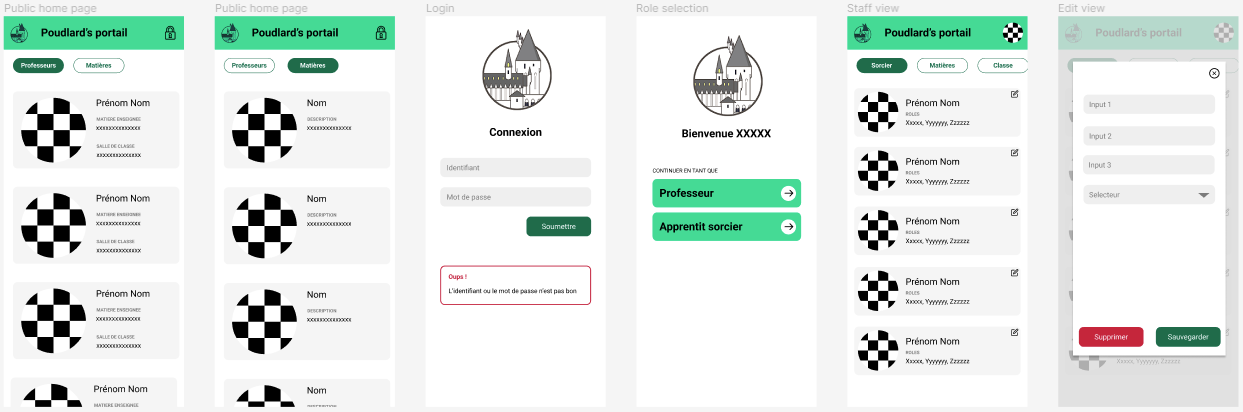 Public home page
Poudlard's portail
Professeurs
Matières
Prénom Nom
MATIERE ENSEIGNEE
xxxxxxxxxxxxxx
SALLE DE CLASSE
xxxxxxxxxxxxxx
Prénom Nom
MATIERE ENSEIGNEE
xxxxxxxxxxxxxx
SALLE DE CLASSE
xxxxxxxxxxxxxx
Prénom Nom
MATIERE ENSEIGNEE
xxxxxxxxxxxxxx
SALLE DE CLASSE
xxxxxxxxxxxxxx
Prénom Nom
MATIERE ENSEIGNEE
Public home page
Poudlard's portail
Professeurs
Matières
Nom
DESCRIPTION
xxxxxxxxxxxxxx
Nom
DESCRIPTION
xxxxxxxxxxxxxx
Nom
DESCRIPTION
xxxxxxxxxxxxxx
Nom
DESCRIPTION
Login
Connexion
Identifiant
Mot de passe
Soumettre
Oups !
L'identifiant ou le mot de passe n'est pas bon
Role selection
Bienvenue XXXXX
CONTINUER EN TANT QUE
Professeur
Apprentit sorcier
Staff view
Poudlard's portail
Sorcier
Matières
Classe
Prénom Nom
ROLES
Xxxxx, Yyyyyyy, Zzzzzz
Prénom Nom
ROLES
Xxxxx, Yyyyyyy, Zzzzzz
Prénom Nom
ROLES
Xxxxx, Yyyyyyy, Zzzzzz
Prénom Nom
ROLES
Xxxxx, Yyyyyyy, Zzzzzz
Prénom Nom
ROLES
Xxxxx, Yyyyyyy, Zzzzzz
Edit view
Poudlard's portail
Input 1
Input 2
Input 3
Selecteur
Supprimer
Sauvegarder
Xxxxx, Yyyyyyy, Zzzzzz